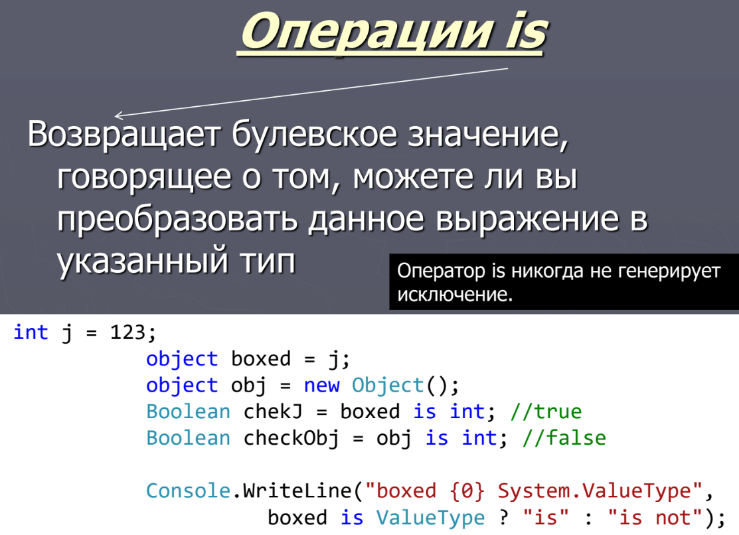 Операции is
Возвращает булевское значение,
говорящее о том, можете ли вы
преобразовать данное выражение в
указанный тип
Оператор is никогда не генерирует
исключение.
int j = 123;
object boxed = j;
object obj = new Object();
Boolean chekJ = boxed is int; //true
Boolean checkObj = obj is int; //false
Console.WriteLine("boxed {0} System.ValueType",
boxed is ValueType ? "is" : "is not");